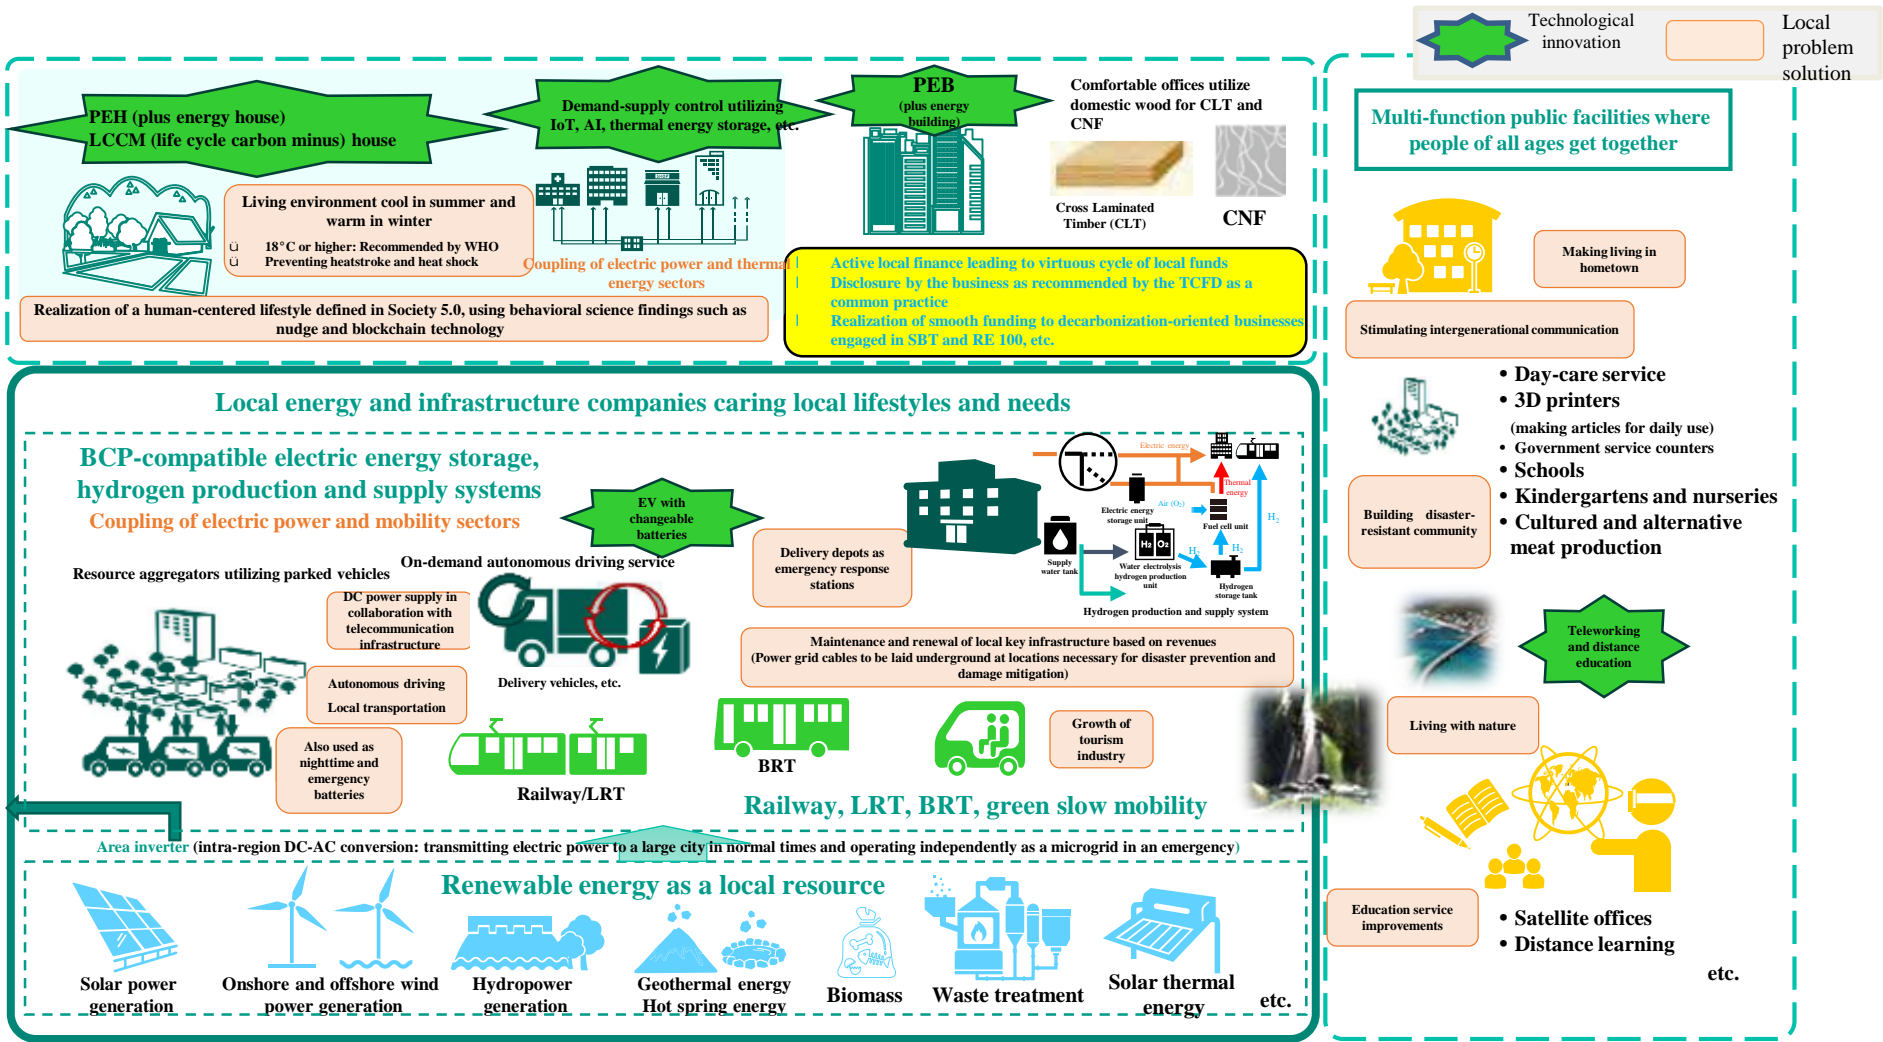 Technological
innovation
Local
problem
solution
PEH (plus energy house)
LCCM (life cycle carbon minus) house
Demand-supply control utilizing
IoT, AI, thermal energy storage, etc.
PEB
(plus energy
building)
Comfortable offices utilize
domestic wood for CLT and
CNF
Cross Laminated
Timber (CLT)
CNF
SHOP
Living environment cool in summer and
warm in winter
ü 18°C or higher: Recommended by WHO
ü Preventing heatstroke and heat shock
Coupling of electric power and thermal
energy sectors
Realization of a human-centered lifestyle defined in Society 5.0, using behavioral science findings such as
nudge and blockchain technology
l Active local finance leading to virtuous cycle of local funds
l Disclosure by the business as recommended by the TCFD as a
common practice
l Realization of smooth funding to decarbonization-oriented businesses
engaged in SBT and RE 100, etc.
Multi-function public facilities where
people of all ages get together
Making living in
hometown
Stimulating intergenerational communication
• Day-care service
• 3D printers
(making articles for daily use)
• Government service counters
• Schools
• Kindergartens and nurseries
• Cultured and alternative
meat production
Building disaster-
resistant community
Teleworking
and distance
education
Living with nature
Education service
improvements
• Satellite offices
• Distance learning
etc.
Local energy and infrastructure companies caring local lifestyles and needs
BCP-compatible electric energy storage,
hydrogen production and supply systems
Coupling of electric power and mobility sectors
EV with
changeable
batteries
Resource aggregators utilizing parked vehicles
On-demand autonomous driving service
DC power supply in
collaboration with
telecommunication
infrastructure
Autonomous driving
Local transportation
Also used as
nighttime and
emergency
batteries
Delivery vehicles, etc.
Delivery depots as
emergency response
stations
Electric energy
Thermal
energy
Electric energy
storage unit
Air (O₂)
Fuel cell unit
H₂
H₂
H₂
H₂ O₂
Supply
water tank
Water electrolysis
hydrogen production
unit
Hydrogen
storage tank
Hydrogen production and supply system
Maintenance and renewal of local key infrastructure based on revenues
(Power grid cables to be laid underground at locations necessary for disaster prevention and
damage mitigation)
Railway/LRT
BRT
Growth of
tourism
industry
Railway, LRT, BRT, green slow mobility
Area inverter (intra-region DC-AC conversion: transmitting electric power to a large city in normal times and operating independently as a microgrid in an emergency)
Renewable energy as a local resource
Solar power
generation
Onshore and offshore wind
power generation
Hydropower
generation
Geothermal energy
Hot spring energy
Biomass
Waste treatment
Solar thermal
energy
etc.